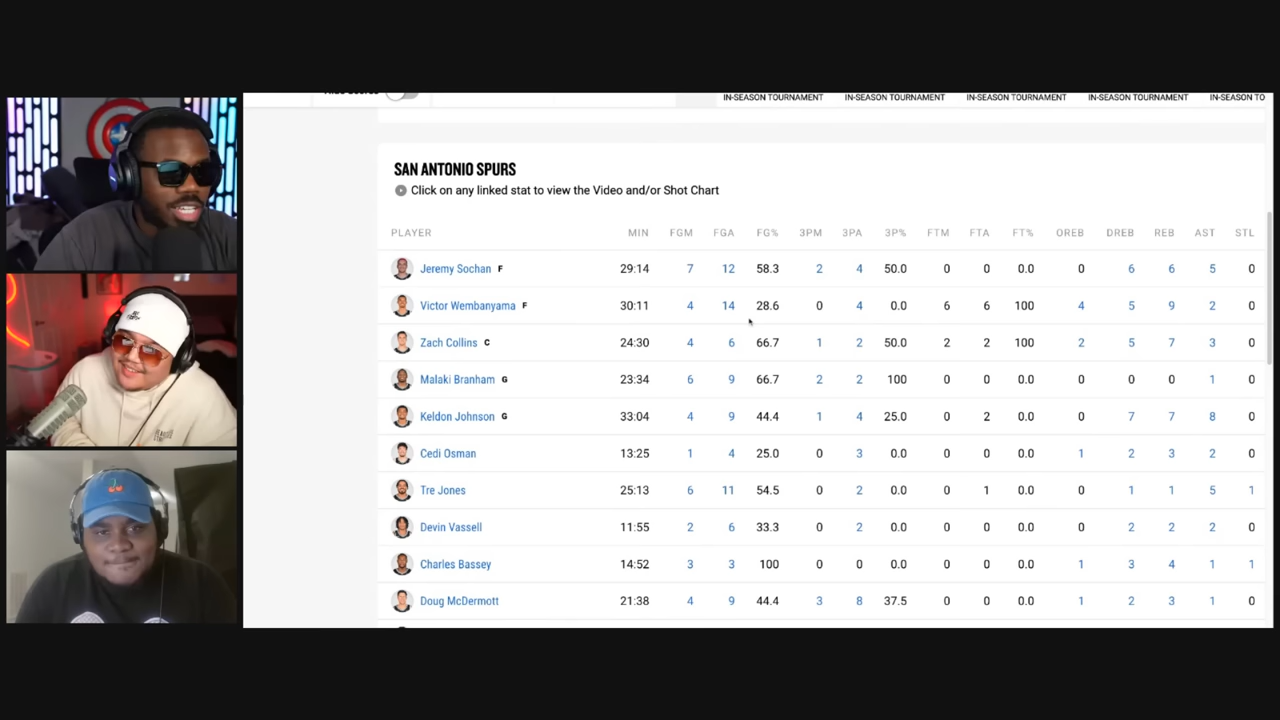 IN-SEASON TOURNAMENT IN-SEASON TOURNAMENT IN-SEASON TOURNAMENT IN-SEASON TOURNAMENT IN-SEASON TO
SAN ANTONIO SPURS
Click on any linked stat to view the Video and/or Shot Chart
PLAYER MIN FGM FGA FG% 3PM 3PA 3P% FTM FTA FT% OREB DREB REB AST STL
Jeremy Sochan F 29:14 7 12 58.3 2 4 50.0 0 0 0.0 0 6 6 5 0
Victor Wembanyama F 30:11 4 14 28.6 0 4 0.0 6 6 100 4 5 9 2 0
Zach Collins C 24:30 4 6 66.7 1 2 50.0 2 2 100 2 5 7 3 0
Malaki Branham G 23:34 6 9 66.7 2 2 100 0 0 0.0 0 0 0 1 0
Keldon Johnson G 33:04 4 9 44.4 1 4 25.0 0 2 0.0 0 7 7 8 0
Cedi Osman 13:25 1 4 25.0 0 3 0.0 0 0 0.0 1 2 3 2 0
Tre Jones 25:13 6 11 54.5 0 2 0.0 0 1 0.0 0 1 1 5 1
Devin Vassell 11:55 2 6 33.3 0 2 0.0 0 0 0.0 0 2 2 2 0
Charles Bassey 14:52 3 3 100 0 0 0.0 0 0 0.0 1 3 4 1 1
Doug McDermott 21:38 4 9 44.4 3 8 37.5 0 0 0.0 1 2 3 1 0